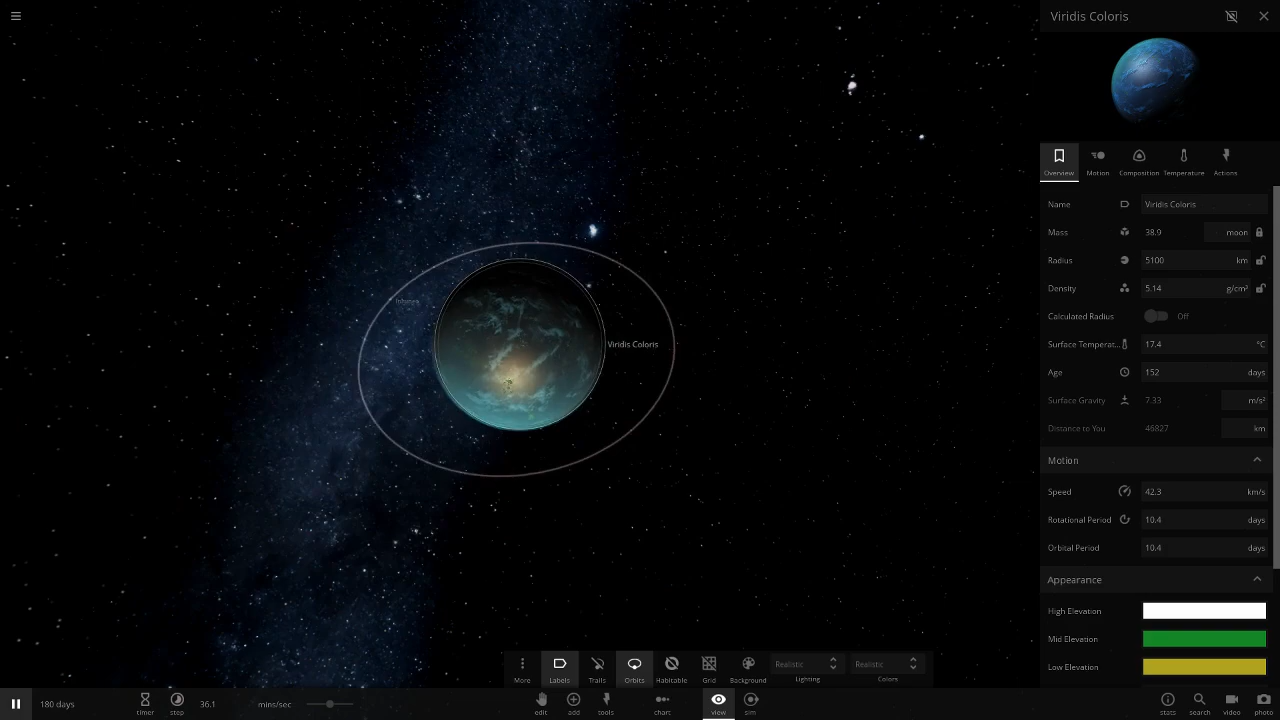 Viridis Coloris
Overview
Motion
Composition
Temperature
Actions
Name
Viridis Coloris
Mass
38.9
moon
Radius
5100
km
Density
5.14
g/cm³
Calculated Radius
Off
Surface Temperat...
17.4
°C
Age
152
days
Surface Gravity
7.33
m/s²
Distance to You
46827
km
Motion
Speed
42.3
km/s
Rotational Period
10.4
days
Orbital Period
10.4
days
Appearance
High Elevation
Mid Elevation
Low Elevation
Viridis Coloris
More
Labels
Trails
Orbits
Habitable
Grid
Background
Realistic
Lighting
Realistic
Colors
180 days
timer
step
36.1
mins/sec
edit
add
tools
chart
view
sim
stats
search
video
photo